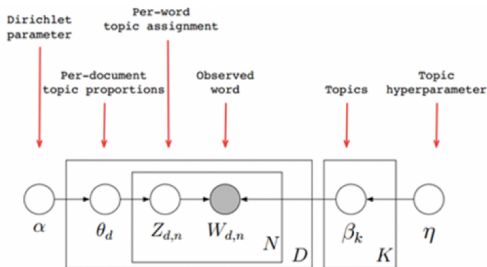 Dirichlet
parameter
Per-word
topic assignment
Per-document
topic proportions
Observed
word
Topics
Topic
hyperparameter
α
θd
Zd,n
Wd,n
N
D
βk
K
η